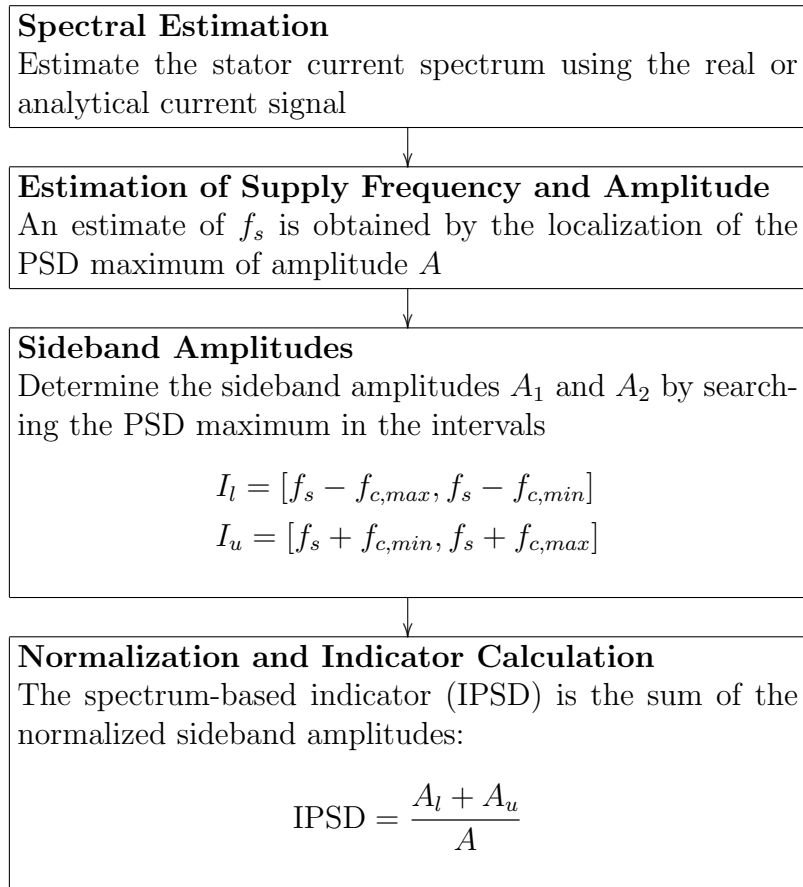 Spectral Estimation
Estimate the stator current spectrum using the real or
analytical current signal
Estimation of Supply Frequency and Amplitude
An estimate of f_s is obtained by the localization of the
PSD maximum of amplitude A
Sideband Amplitudes
Determine the sideband amplitudes A_1 and A_2 by search-
ing the PSD maximum in the intervals
I_l = [f_s − f_{c,max}, f_s − f_{c,min}]
I_u = [f_s + f_{c,min}, f_s + f_{c,max}]
Normalization and Indicator Calculation
The spectrum-based indicator (IPSD) is the sum of the
normalized sideband amplitudes:
IPSD = \frac{A_l + A_u}{A}